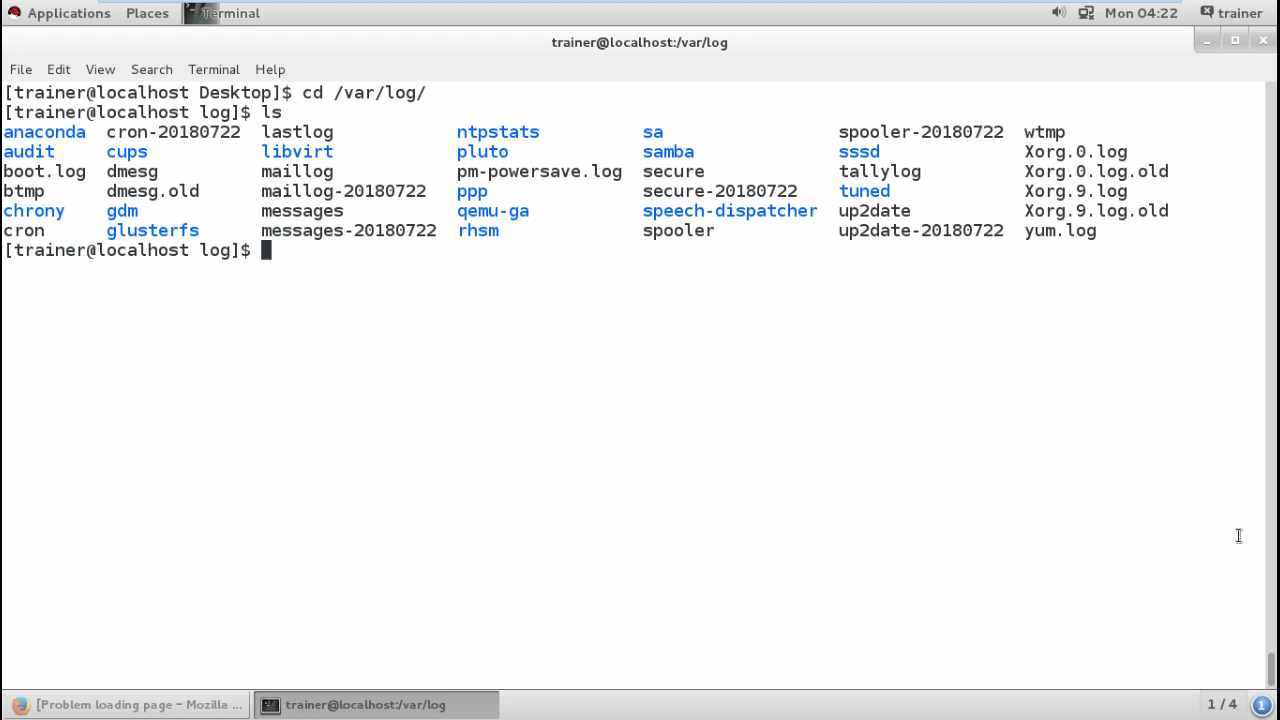 Applications Places Terminal Mon 04:22 trainer
trainer@localhost:/var/log
File Edit View Search Terminal Help
[trainer@localhost Desktop]$ cd /var/log/
[trainer@localhost log]$ ls
anaconda cron-20180722 lastlog ntpstats sa spooler-20180722 wtmp
audit cups libvirt pluto samba sssd Xorg.0.log
boot.log dmesg maillog pm-powersave.log secure tallylog Xorg.0.log.old
btmp dmesg.old maillog-20180722 ppp secure-20180722 tuned Xorg.9.log
chrony gdm messages qemu-ga speech-dispatcher up2date Xorg.9.log.old
cron glusterfs messages-20180722 rhsm spooler up2date-20180722 yum.log
[trainer@localhost log]$
[Problem loading page – Mozilla ... trainer@localhost:/var/log 1 / 4 1